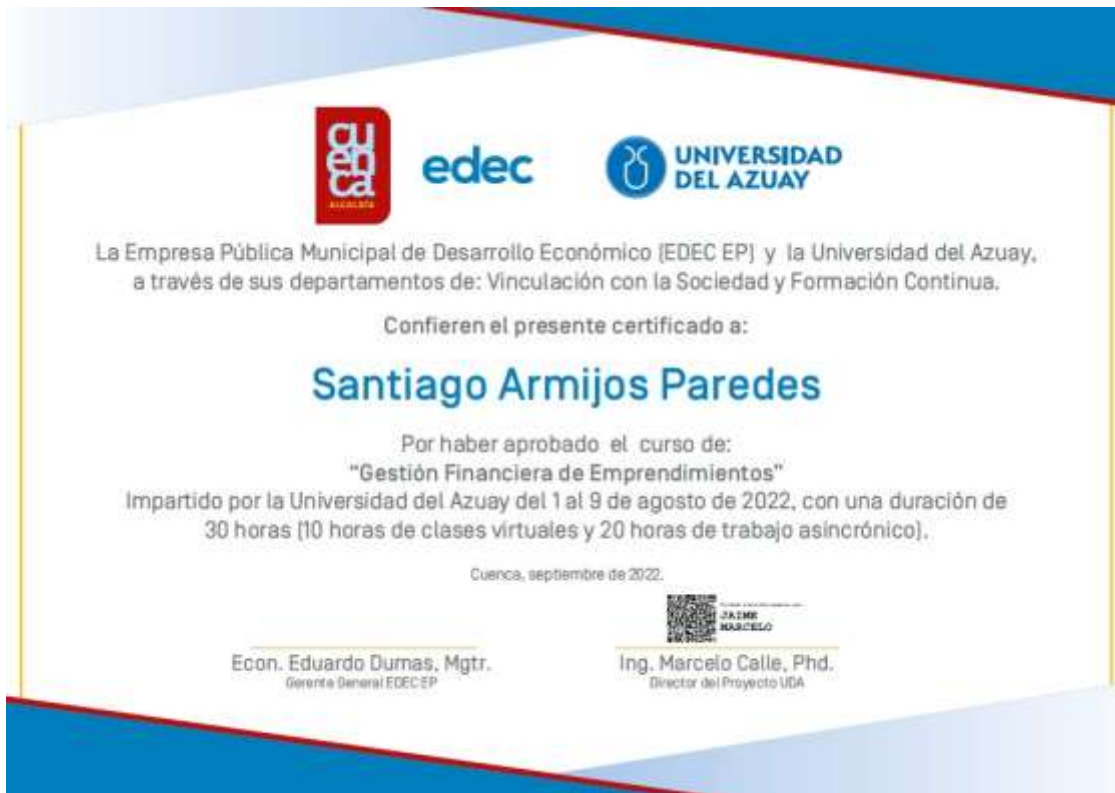 cuenca
ALCALDÍA
edec
UNIVERSIDAD
DEL AZUAY
La Empresa Pública Municipal de Desarrollo Económico (EDEC EP) y la Universidad del Azuay,
a través de sus departamentos de: Vinculación con la Sociedad y Formación Continua.
Confieren el presente certificado a:
Santiago Armijos Paredes
Por haber aprobado el curso de:
"Gestión Financiera de Emprendimientos"
Impartido por la Universidad del Azuay del 1 al 9 de agosto de 2022, con una duración de
30 horas (10 horas de clases virtuales y 20 horas de trabajo asincrónico).
Cuenca, septiembre de 2022.
JAIME
MARCELO
Econ. Eduardo Dumas, Mgtr.
Gerente General EDEC EP
Ing. Marcelo Calle, Phd.
Director del Proyecto UDA